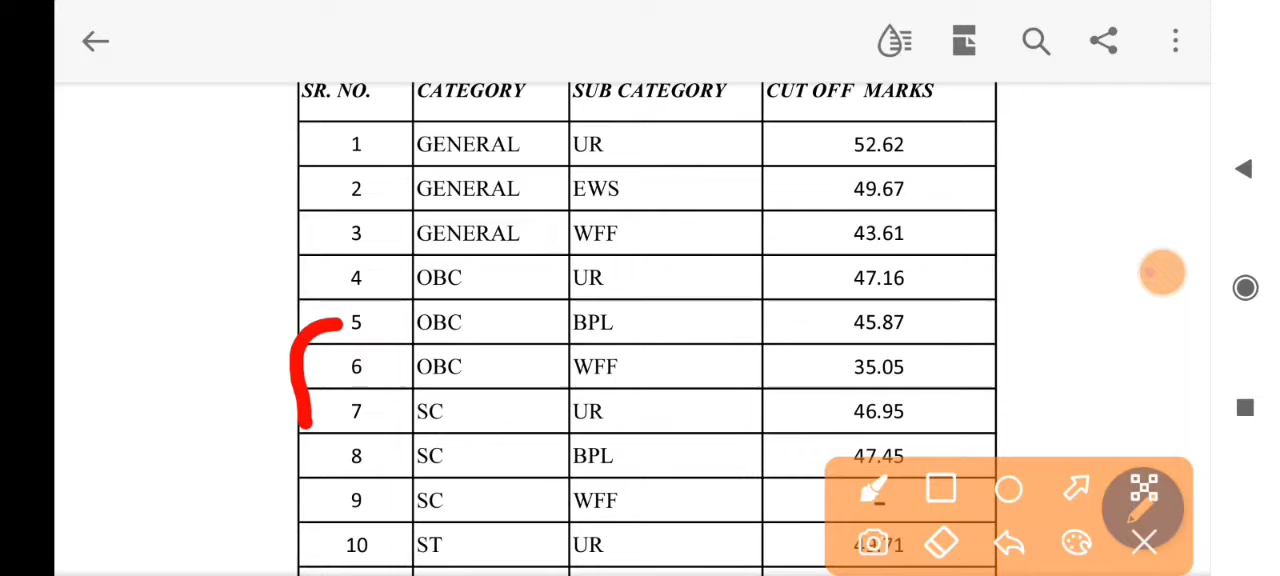 SR. NO. CATEGORY SUB CATEGORY CUT OFF MARKS
1 GENERAL UR 52.62
2 GENERAL EWS 49.67
3 GENERAL WFF 43.61
4 OBC UR 47.16
5 OBC BPL 45.87
6 OBC WFF 35.05
7 SC UR 46.95
8 SC BPL 47.45
9 SC WFF
10 ST UR